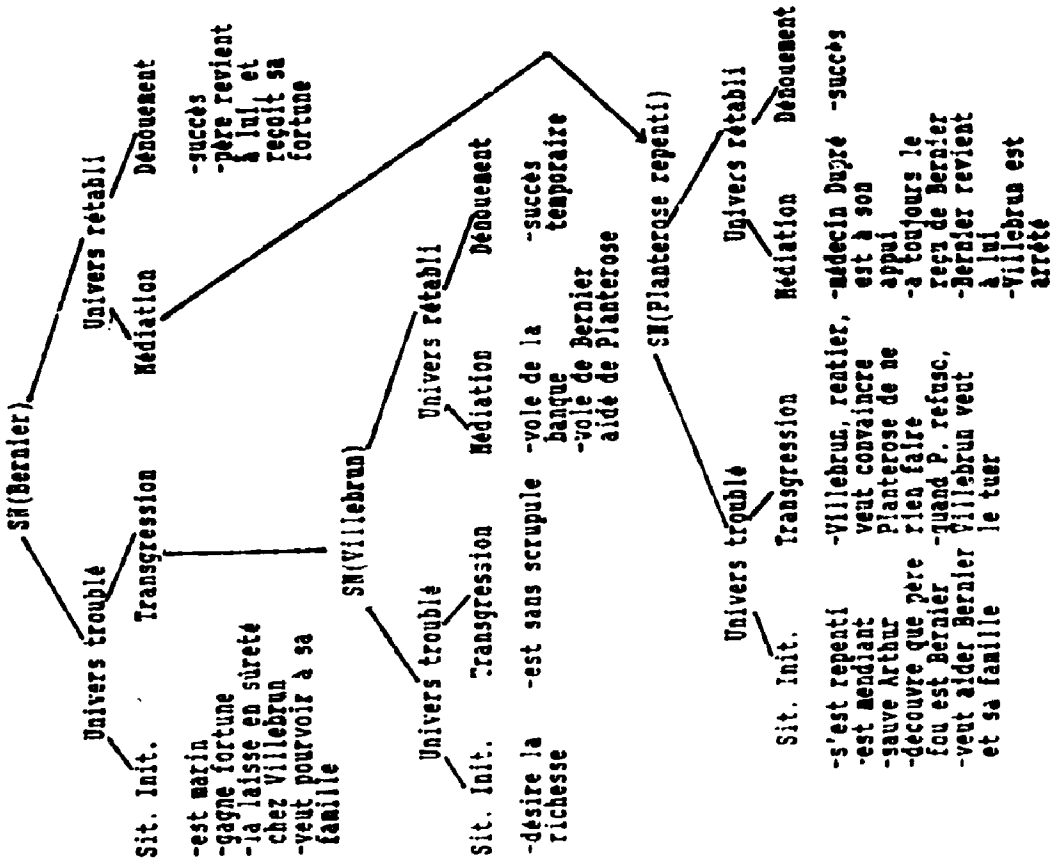 SN(Bernier)
Univers troublé
Univers rétabli
Sit. Init.
Transgression
Médiation
Dénouement
-est marin
-gagne fortune
-la laisse en sûreté
chez Villebrun
-veut pourvoir à sa
famille
-succès
-père revient
à lui, et
reçoit sa
fortune
SN(Villebrun)
Univers troublé
Univers rétabli
Sit. Init.
Transgression
Médiation
Dénouement
-désire la
richesse
-est sans scrupule
-vole de la
banque
-vole de Bernier
aidé de Planterose
-succès
temporaire
SN(Planterose repenti)
Univers troublé
Univers rétabli
Sit. Init.
Transgression
Médiation
Dénouement
-s'est repenti
-est mendiant
-sauve Arthur
-découvre que père
fou est Bernier
-veut aider Bernier
et sa famille
-Villebrun, rentier,
veut convaincre
Planterose de ne
rien faire
-quand P. refuse,
Villebrun veut
le tuer
-médecin Dupré
est à son
appui
-a toujours le
reçu de Bernier
-Bernier revient
à lui
-Villebrun est
arrêté
-succès